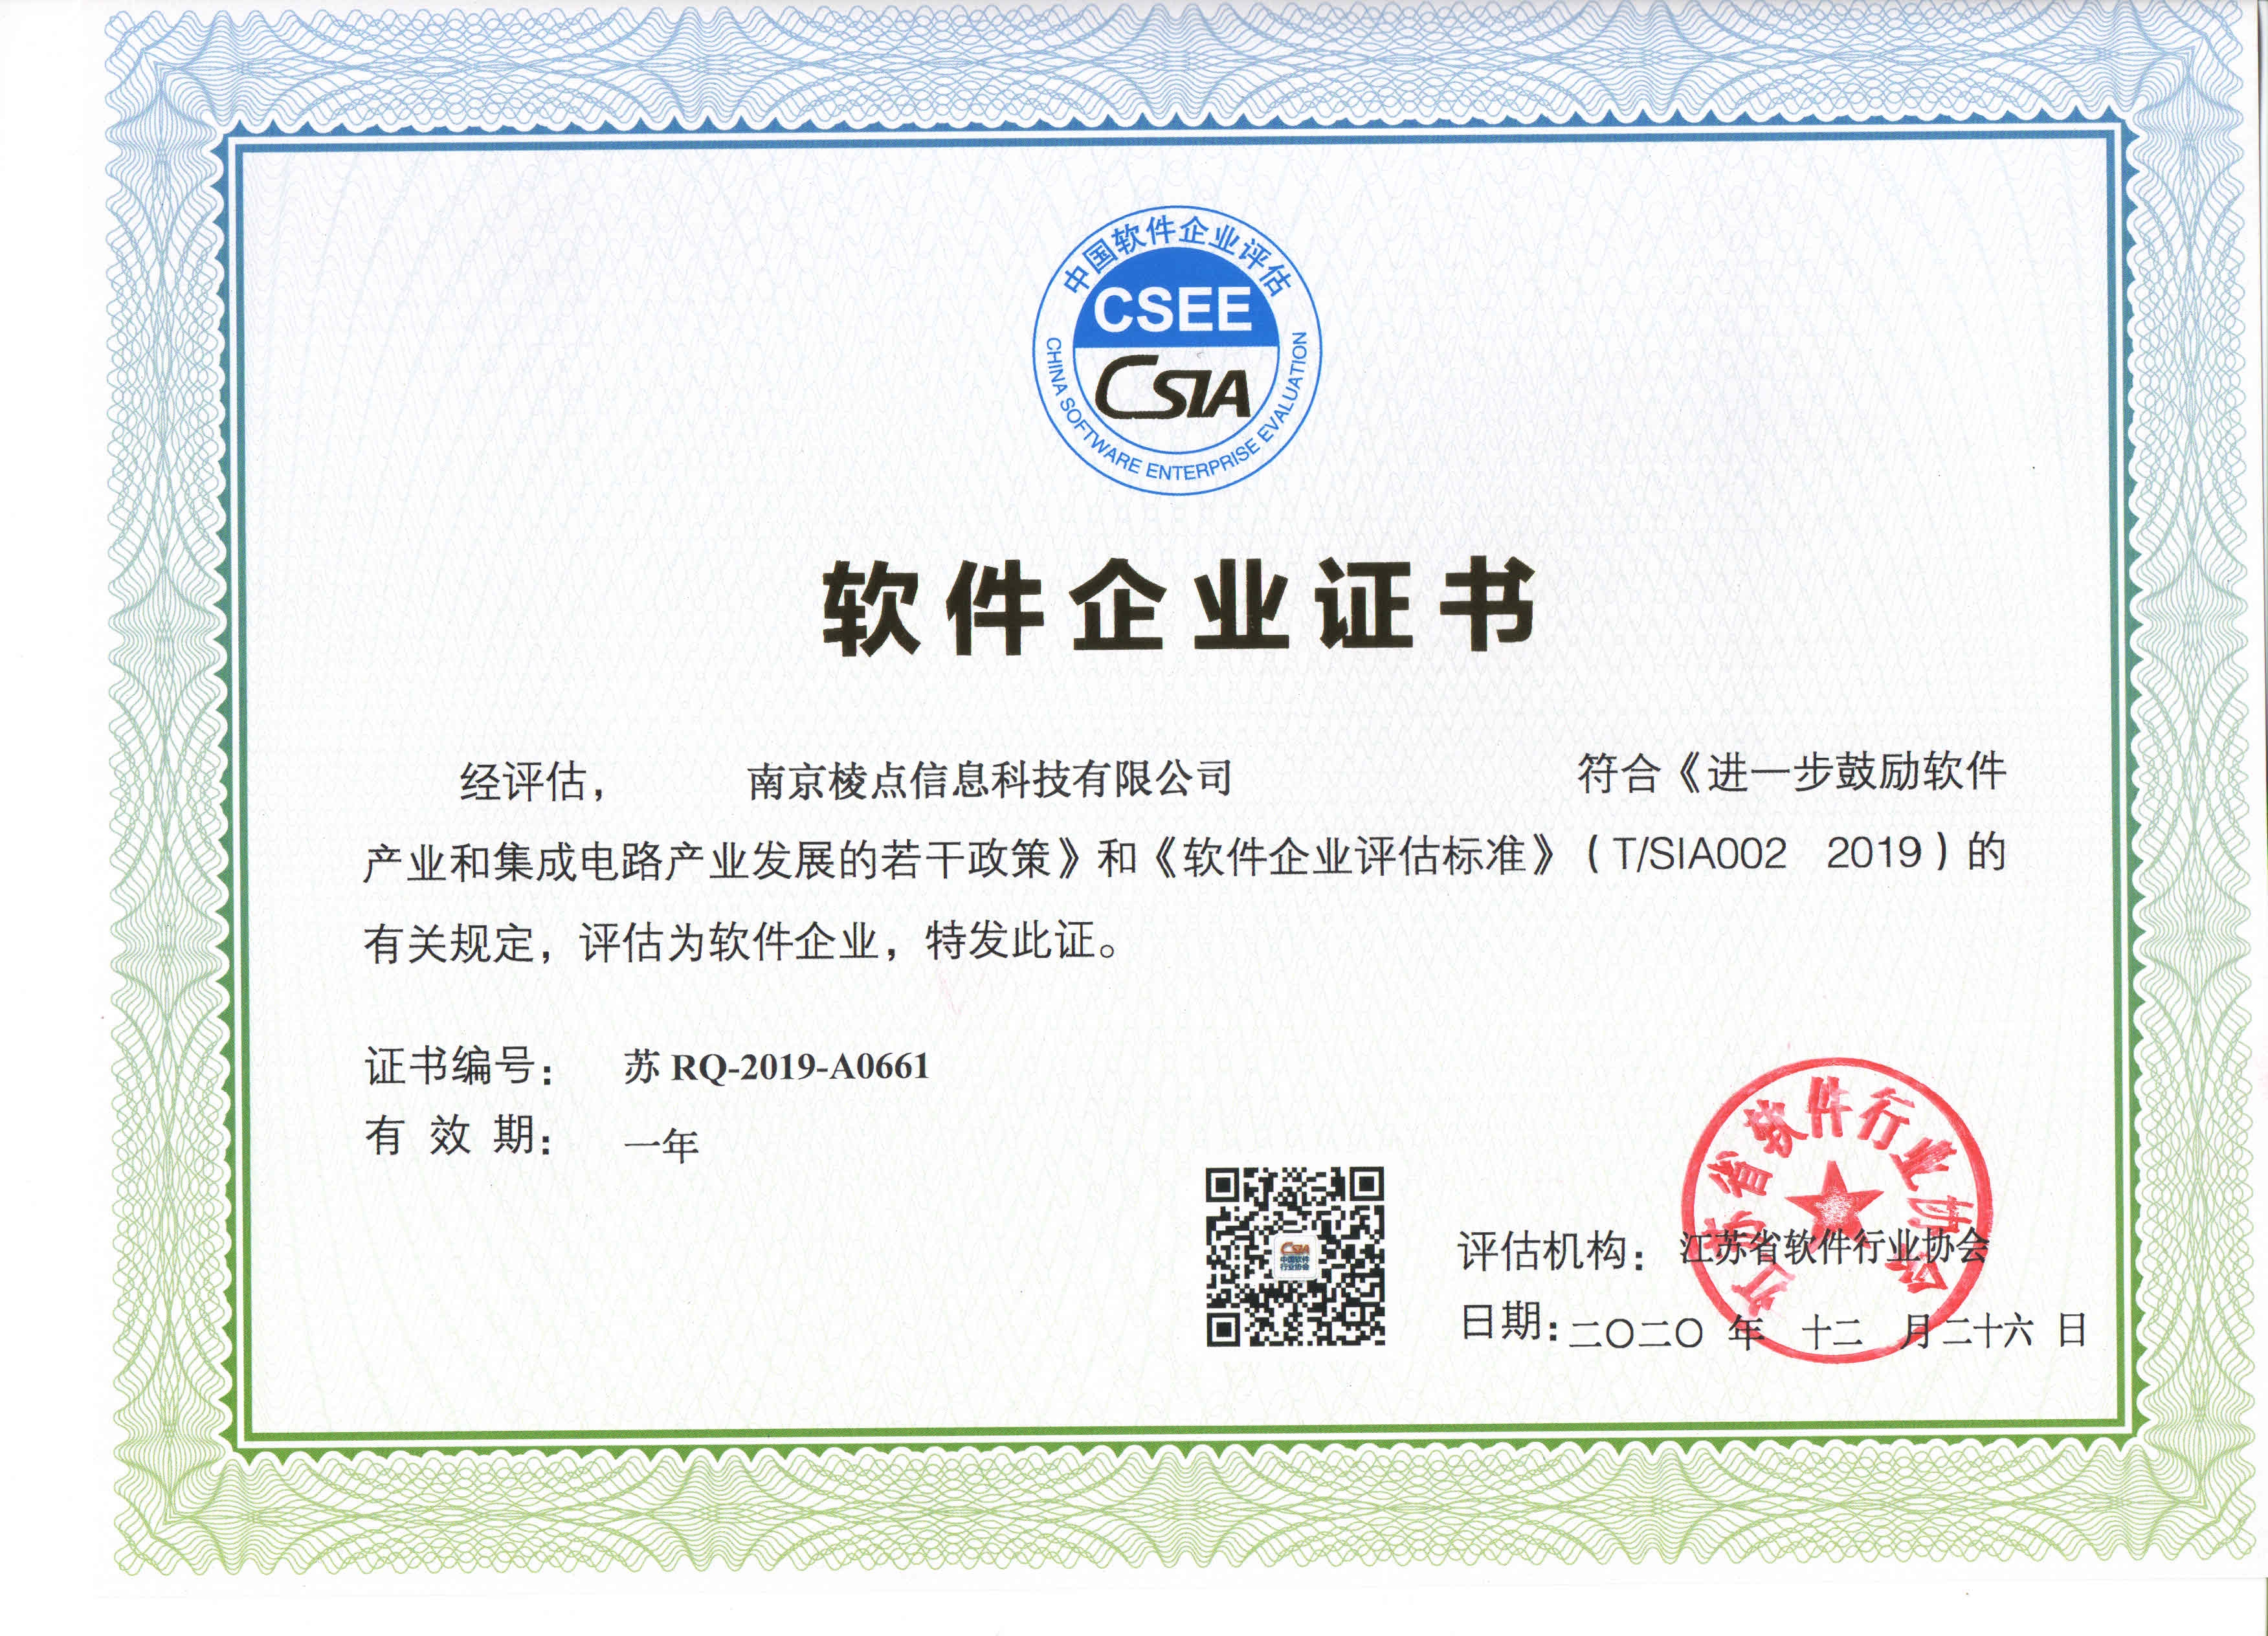 中国软件企业评估
CSEE
CSIA
CHINA SOFTWARE ENTERPRISE EVALUATION
软件企业证书
经评估， 南京棱点信息科技有限公司 符合《进一步鼓励软件
产业和集成电路产业发展的若干政策》和《软件企业评估标准》（T/SIA002 2019）的
有关规定，评估为软件企业，特发此证。
证书编号： 苏 RQ-2019-A0661
有 效 期： 一年
CSIA
中国软件
行业协会
江苏省软件行业协会
评估机构： 江苏省软件行业协会
日期：二〇二〇 年 十二 月二十六 日